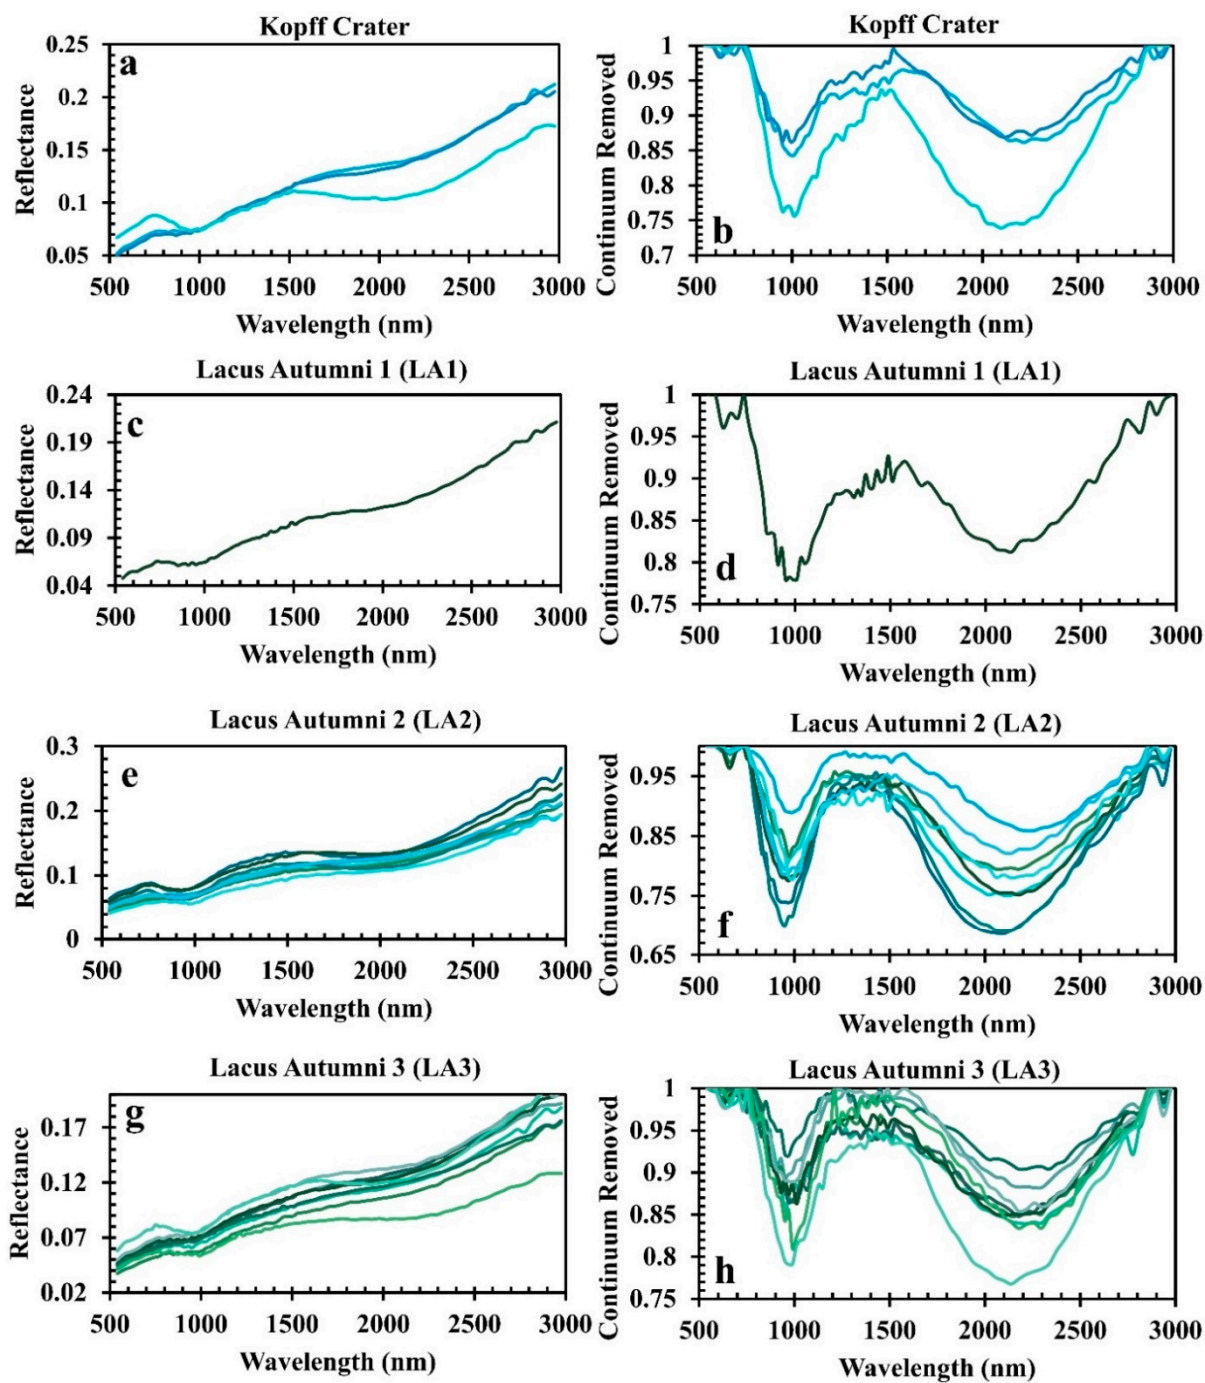 Kopff Crater
a
0.25
0.2
0.15
0.1
0.05
Reflectance
500 1000 1500 2000 2500 3000
Wavelength (nm)
Kopff Crater
b
1
0.95
0.9
0.85
0.8
0.75
0.7
Continuum Removed
500 1000 1500 2000 2500 3000
Wavelength (nm)
Lacus Autumni 1 (LA1)
c
0.24
0.19
0.14
0.09
0.04
Reflectance
500 1000 1500 2000 2500 3000
Wavelength (nm)
Lacus Autumni 1 (LA1)
d
1
0.95
0.9
0.85
0.8
0.75
Continuum Removed
500 1000 1500 2000 2500 3000
Wavelength (nm)
Lacus Autumni 2 (LA2)
e
0.3
0.2
0.1
0
Reflectance
500 1000 1500 2000 2500 3000
Wavelength (nm)
Lacus Autumni 2 (LA2)
f
0.95
0.85
0.75
0.65
Continuum Removed
500 1000 1500 2000 2500 3000
Wavelength (nm)
Lacus Autumni 3 (LA3)
g
0.17
0.12
0.07
0.02
Reflectance
500 1000 1500 2000 2500 3000
Wavelength (nm)
Lacus Autumni 3 (LA3)
h
1
0.95
0.9
0.85
0.8
0.75
Continuum Removed
500 1000 1500 2000 2500 3000
Wavelength (nm)